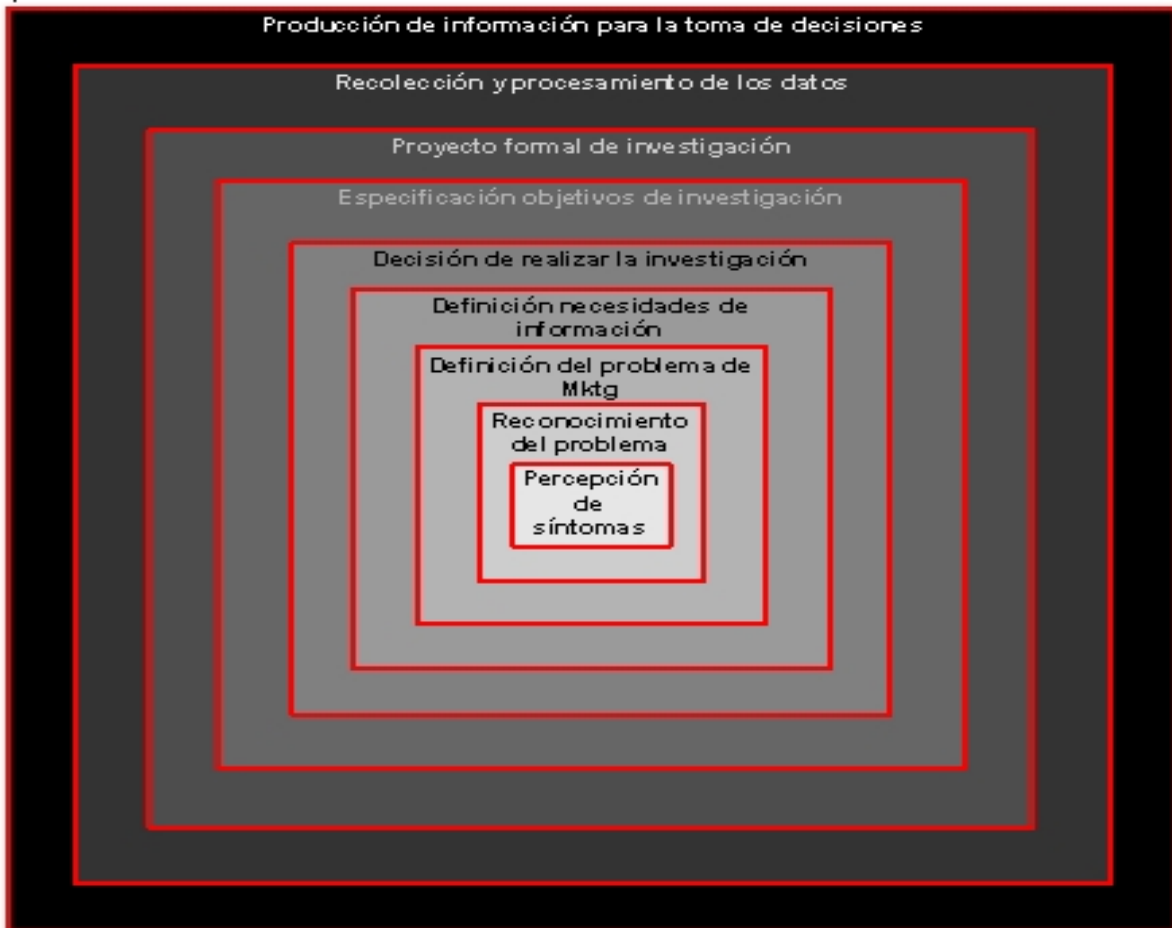 Producción de información para la toma de decisiones
Recolección y procesamiento de los datos
Proyecto formal de investigación
Especificación objetivos de investigación
Decisión de realizar la investigación
Definición necesidades de
información
Definición del problema de
Mktg
Reconocimiento
del problema
Percepción
de
síntomas